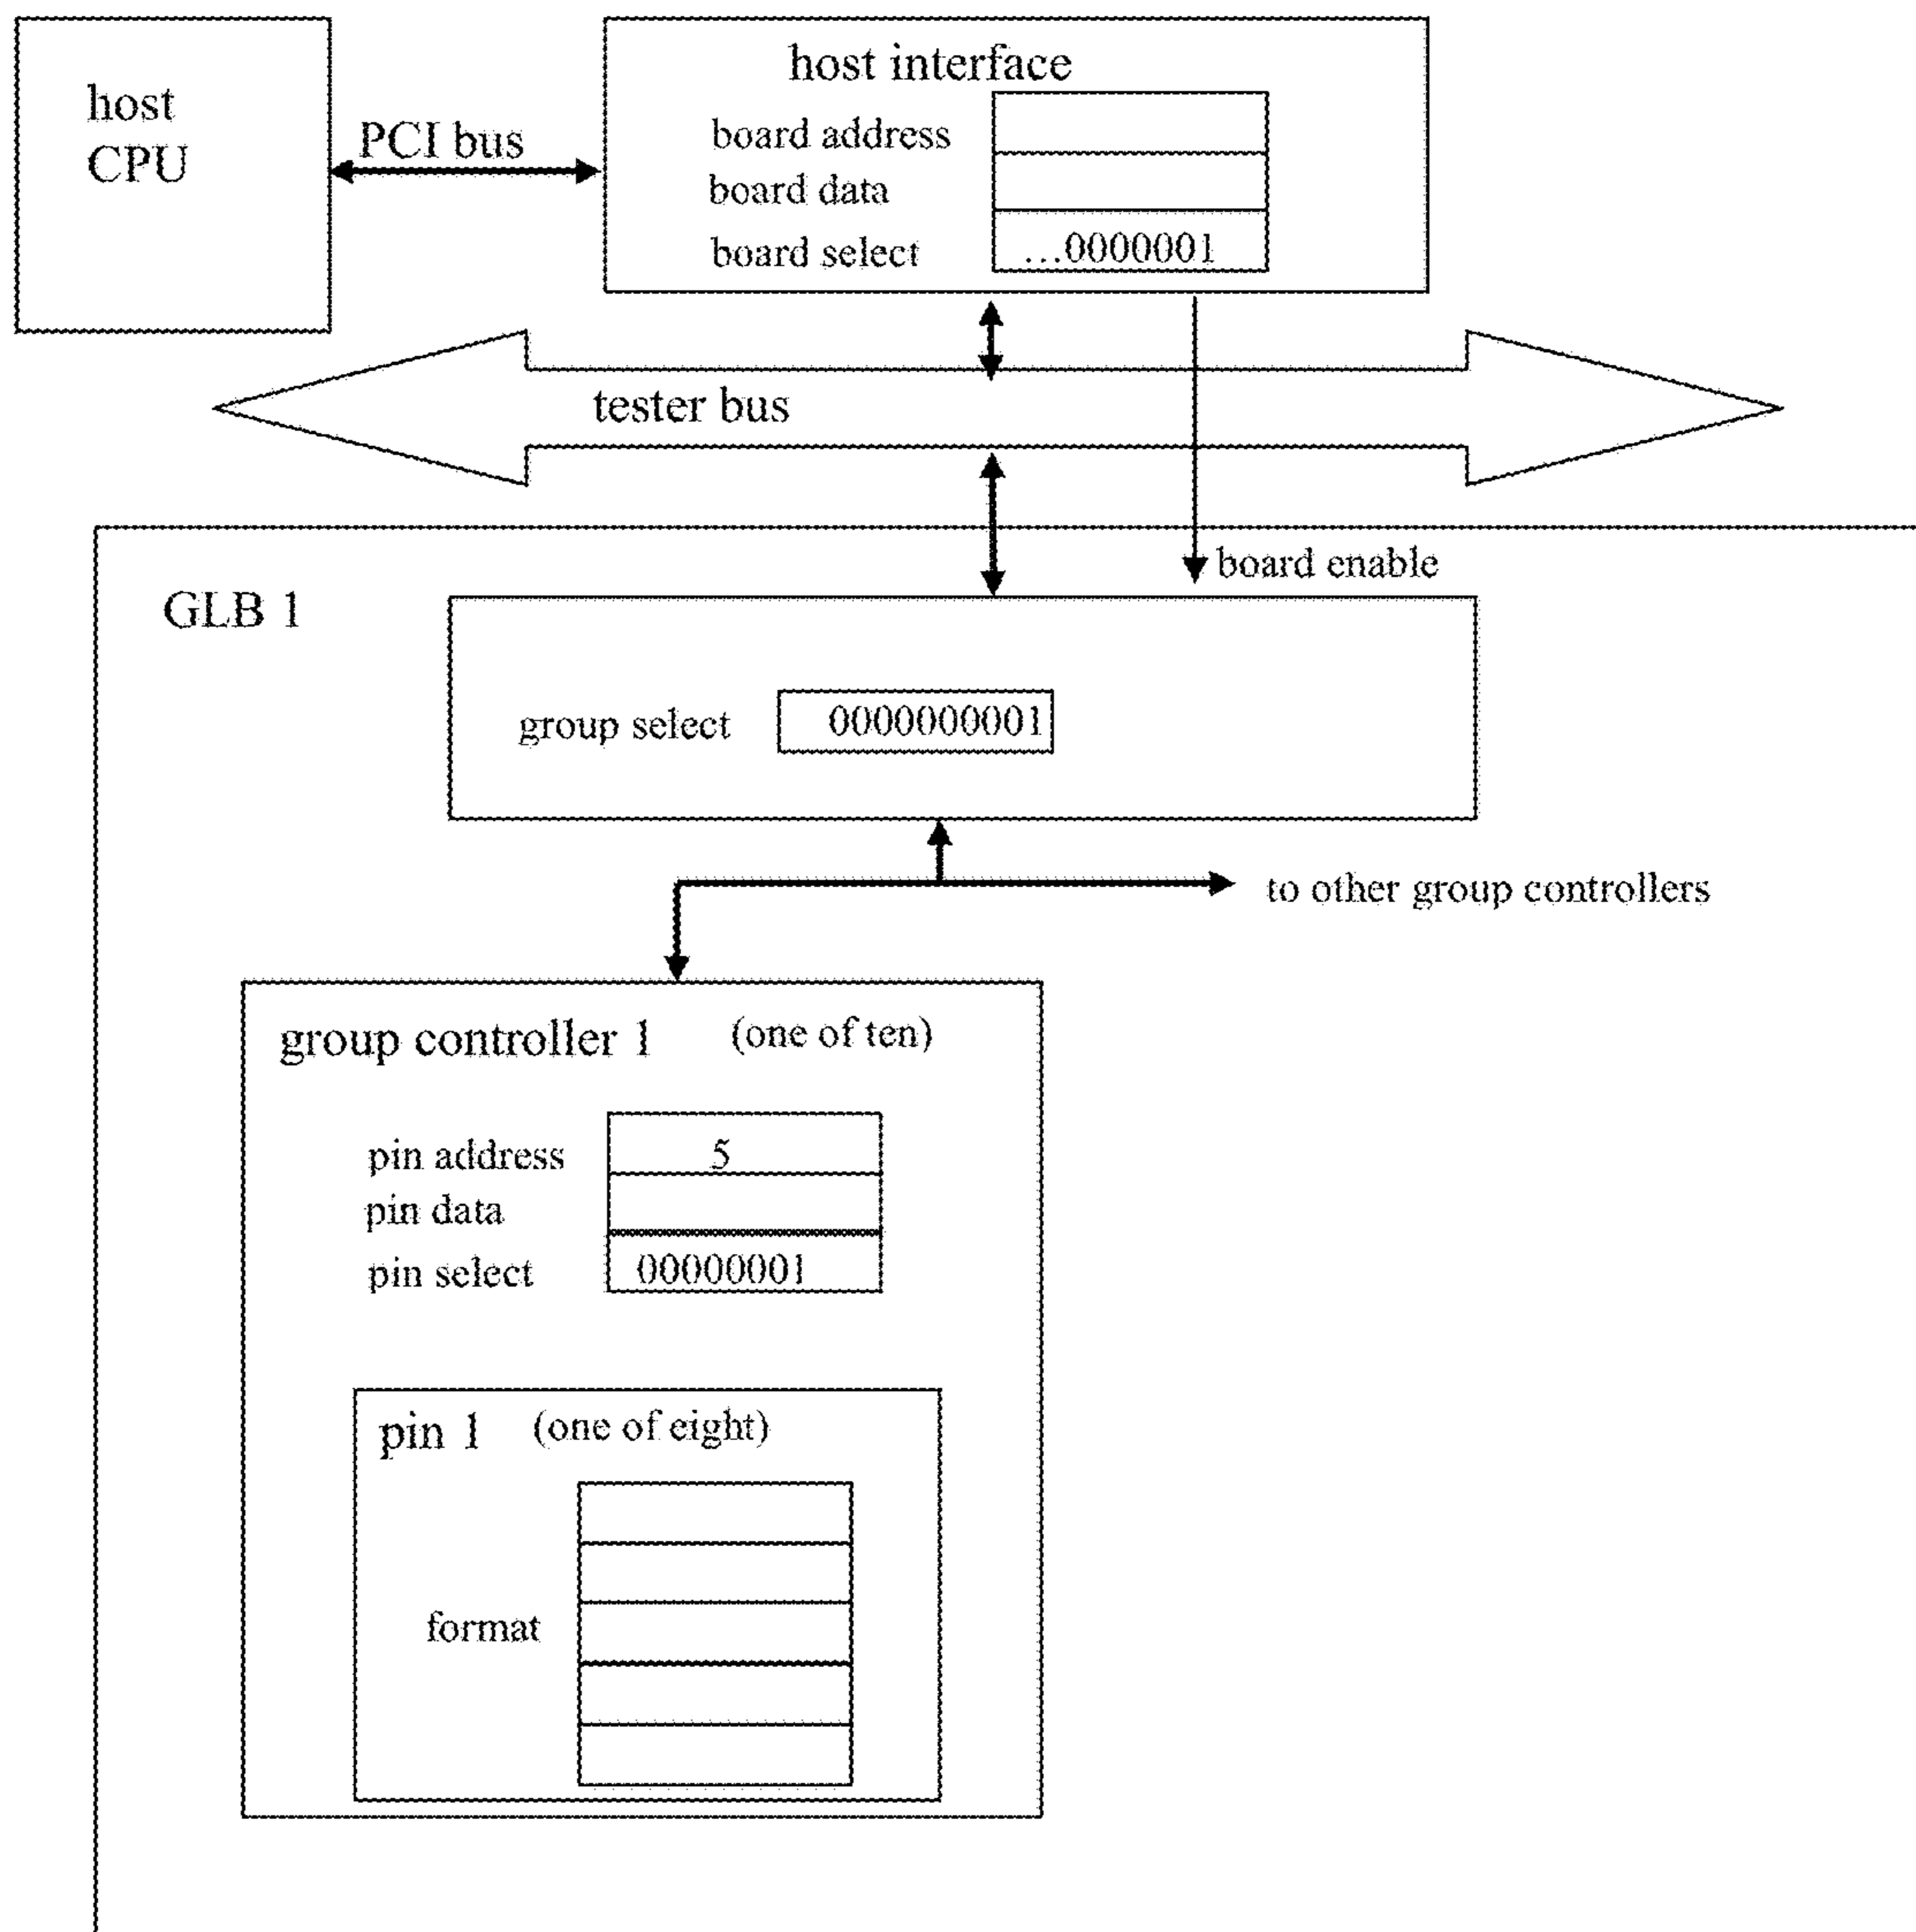 host
CPU
PCI bus
host interface
board address
board data
board select ...0000001
tester bus
board enable
GLB 1
group select 0000000001
to other group controllers
group controller 1 (one of ten)
pin address 5
pin data
pin select 00000001
pin 1 (one of eight)
format